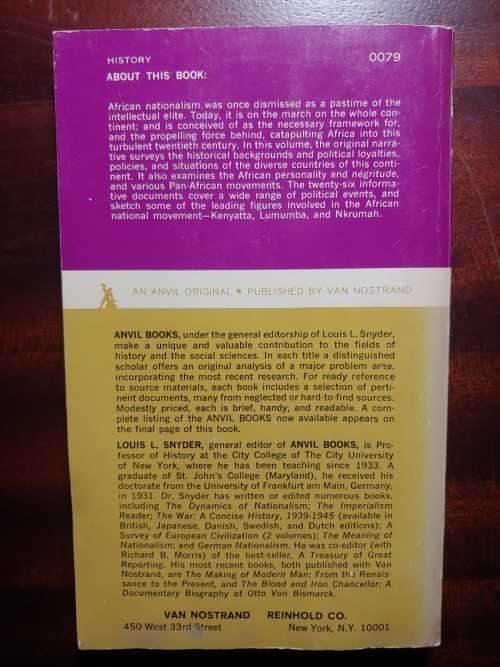 HISTORY 0079
ABOUT THIS BOOK:
African nationalism was once dismissed as a pastime of the
intellectual elite. Today, it is on the march on the whole con-
tinent; and is conceived of as the necessary framework for,
and the propelling force behind, catapulting Africa into this
turbulent twentieth century. In this volume, the original narra-
tive surveys the historical backgrounds and political loyalties,
policies, and situations of the diverse countries of this conti-
nent. It also examines the African personality and négritude,
and various Pan-African movements. The twenty-six informa-
tive documents cover a wide range of political events, and
sketch some of the leading figures involved in the African
national movement—Kenyatta, Lumumba, and Nkrumah.
AN ANVIL ORIGINAL • PUBLISHED BY VAN NOSTRAND
ANVIL BOOKS, under the general editorship of Louis L. Snyder,
make a unique and valuable contribution to the fields of
history and the social sciences. In each title a distinguished
scholar offers an original analysis of a major problem area,
incorporating the most recent research. For ready reference
to source materials, each book includes a selection of perti-
nent documents, many from neglected or hard-to find sources.
Modestly priced, each is brief, handy, and readable. A com-
plete listing of the ANVIL BOOKS now available appears on
the final page of this book.
LOUIS L. SNYDER, general editor of ANVIL BOOKS, is Pro-
fessor of History at the City College of The City University
of New York, where he has been teaching since 1933. A
graduate of St. John's College (Maryland), he received his
doctorate from the University of Frankfurt am Main, Germany,
in 1931. Dr. Snyder has written or edited numerous books,
including The Dynamics of Nationalism; The Imperialism
Reader; The War: A Concise History, 1939-1945 (available in
British, Japanese, Danish, Swedish, and Dutch editions); A
Survey of European Civilization (2 volumes); The Meaning of
Nationalism; and German Nationalism. He was co-editor (with
Richard B. Morris) of the best-seller, A Treasury of Great
Reporting. His most recent books, both published with Van
Nostrand, are The Making of Modern Man: From the Renais-
sance to the Present, and The Blood and Iron Chancellor; A
Documentary Biography of Otto Von Bismarck.
VAN NOSTRAND REINHOLD CO.
450 West 33rd Street New York, N.Y. 10001